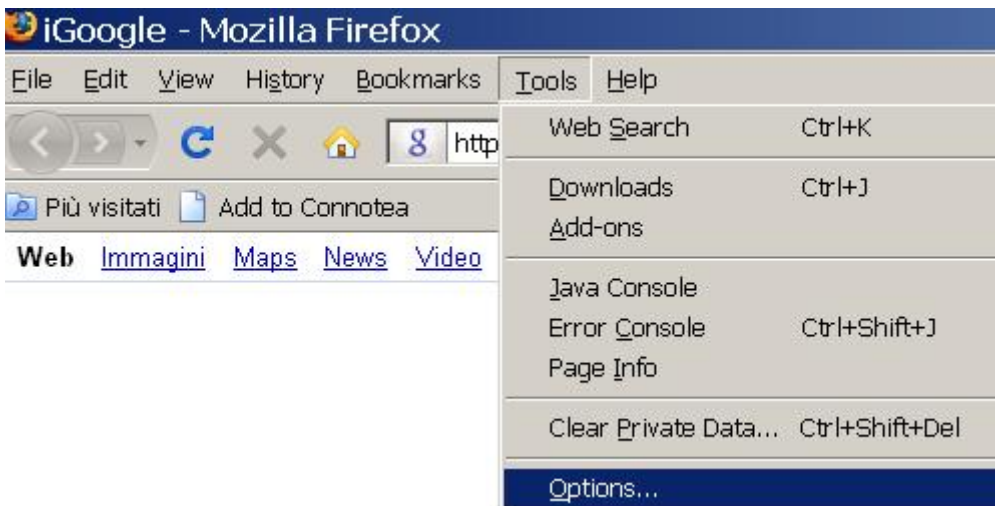 iGoogle - Mozilla Firefox
File Edit View History Bookmarks Tools Help
http
Più visitati Add to Connotea
Web Immagini Maps News Video
Web Search Ctrl+K
Downloads Ctrl+J
Add-ons
Java Console
Error Console Ctrl+Shift+J
Page Info
Clear Private Data... Ctrl+Shift+Del
Options...